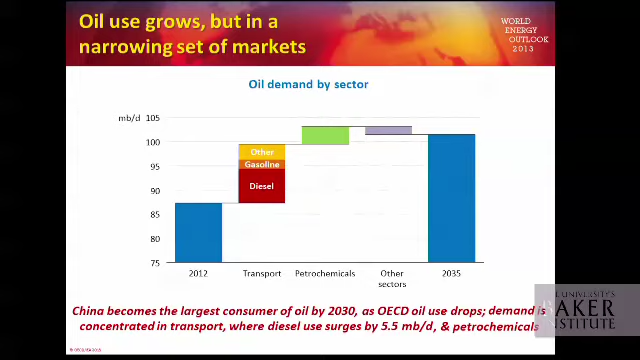 Oil use grows, but in a
narrowing set of markets
WORLD
ENERGY
OUTLOOK
2013
Oil demand by sector
mb/d
105
100
95
90
85
80
75
Other
Gasoline
Diesel
2012
Transport
Petrochemicals
Other
sectors
2035
China becomes the largest consumer of oil by 2030, as OECD oil use drops; demand is
concentrated in transport, where diesel use surges by 5.5 mb/d, & petrochemicals
UNIVERSITY'S
BAKER
INSTITUTE